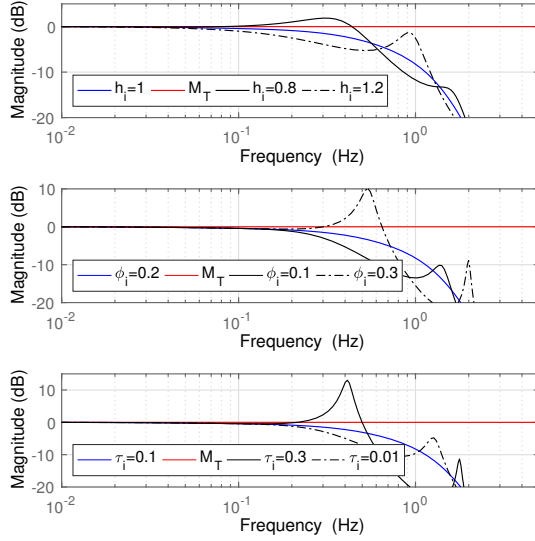 0
-10
-20
Magnitude (dB)
h_i=1 M_T h_i=0.8 h_i=1.2
10^-2 10^-1 10^0
Frequency (Hz)
10
0
-10
-20
Magnitude (dB)
ϕ_i=0.2 M_T ϕ_i=0.1 ϕ_i=0.3
10^-2 10^-1 10^0
Frequency (Hz)
10
0
-10
-20
Magnitude (dB)
τ_i=0.1 M_T τ_i=0.3 τ_i=0.01
10^-2 10^-1 10^0
Frequency (Hz)